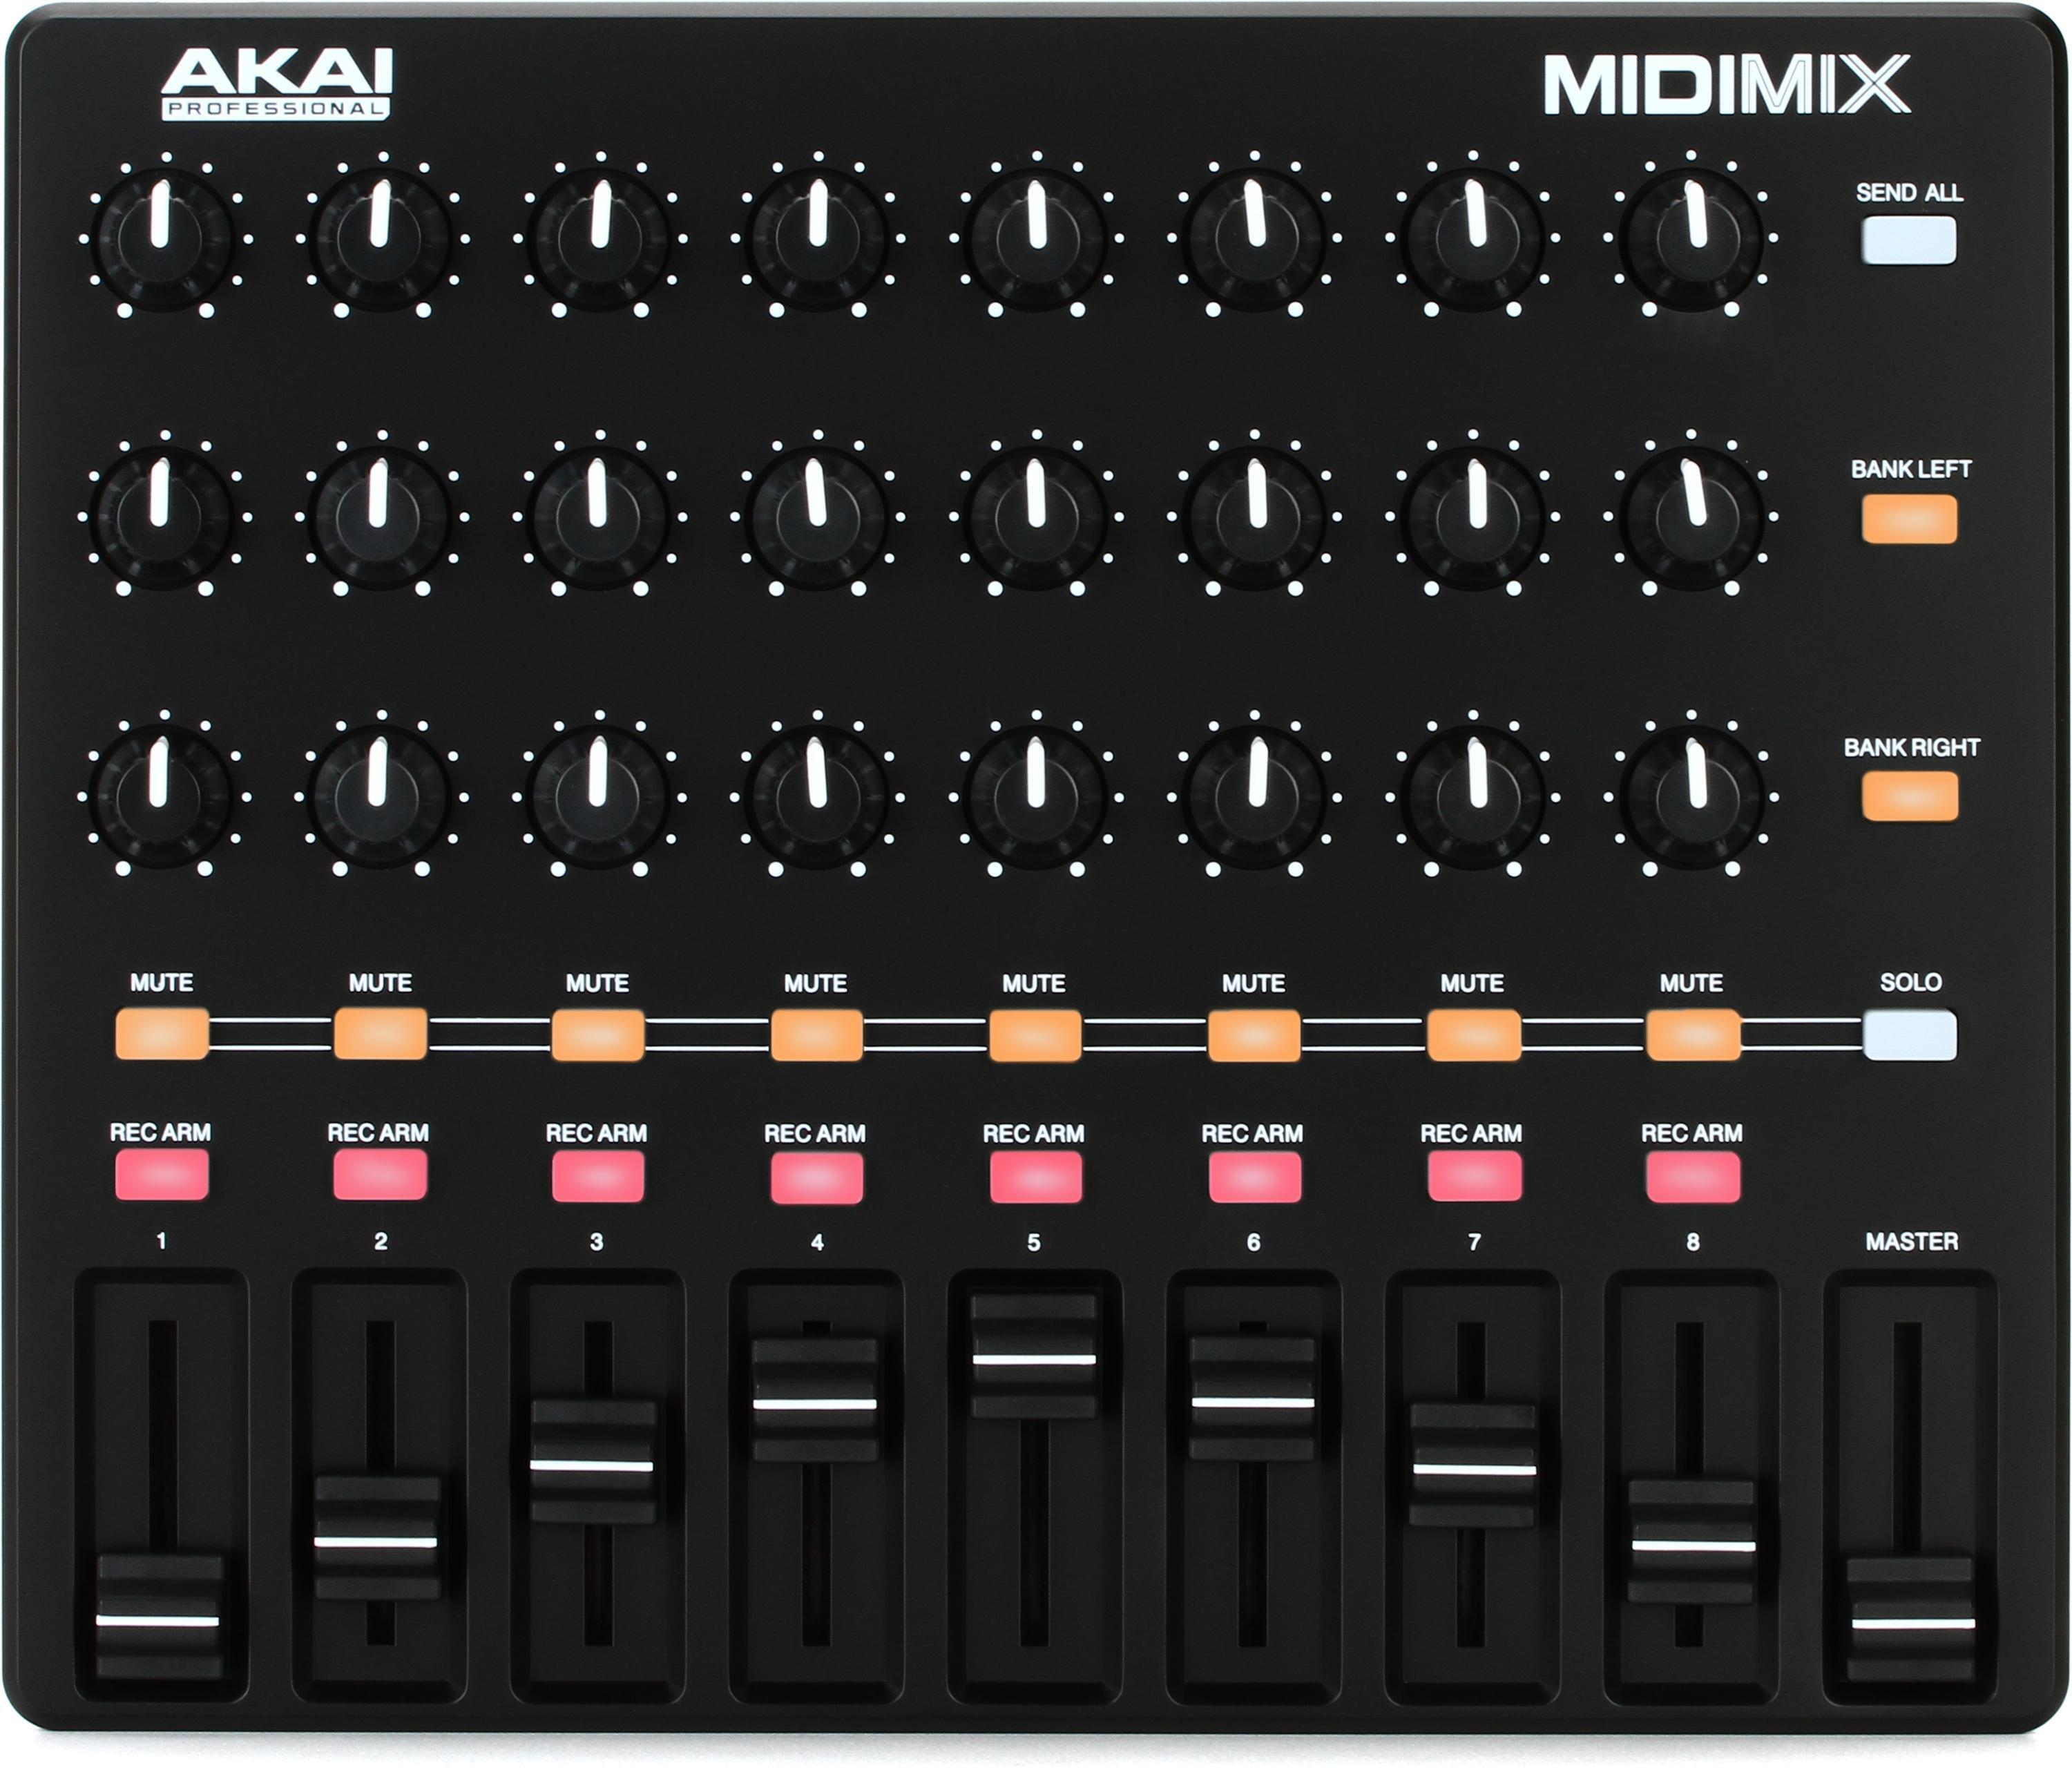 AKAI MIDIMIX
PROFESSIONAL
SEND ALL
BANK LEFT
BANK RIGHT
MUTE MUTE MUTE MUTE MUTE MUTE MUTE MUTE SOLO
REC ARM REC ARM REC ARM REC ARM REC ARM REC ARM REC ARM REC ARM
1 2 3 4 5 6 7 8 MASTER